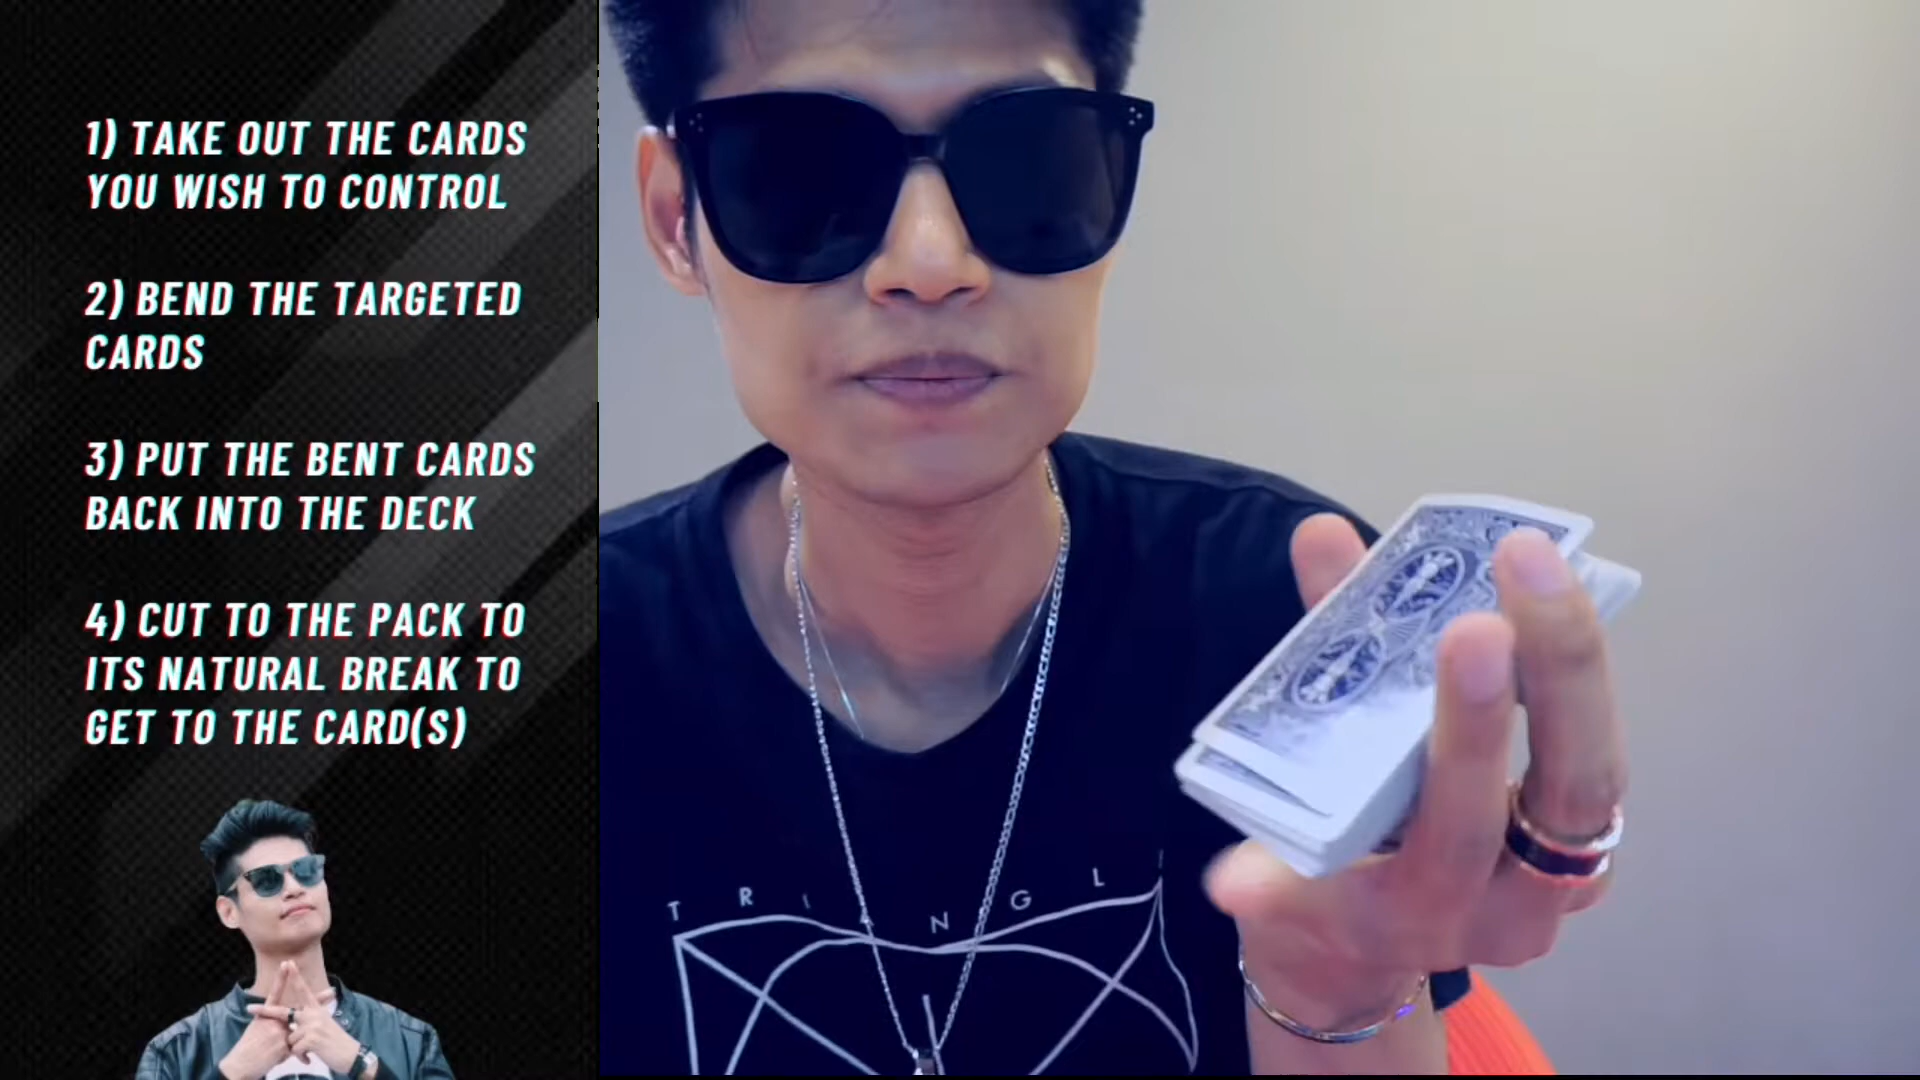 1) TAKE OUT THE CARDS
YOU WISH TO CONTROL
2) BEND THE TARGETED
CARDS
3) PUT THE BENT CARDS
BACK INTO THE DECK
4) CUT TO THE PACK TO
ITS NATURAL BREAK TO
GET TO THE CARD(S)
T R I A N G L